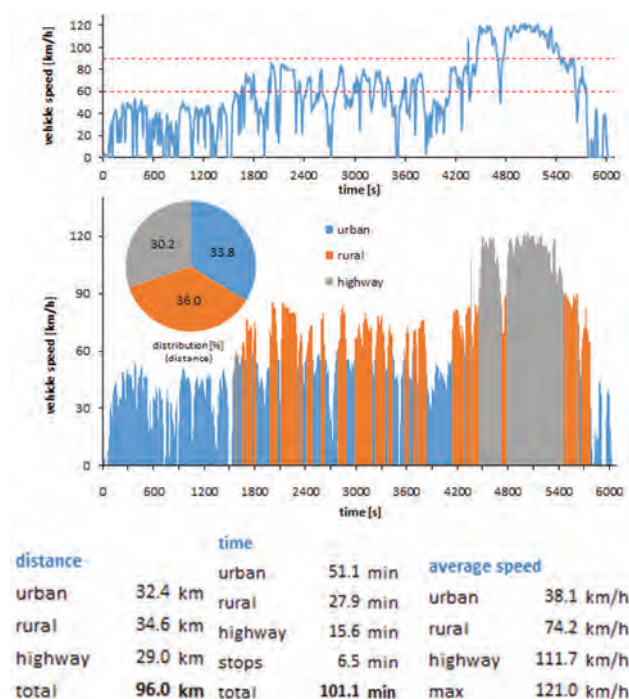 vehicle speed [km/h]
120
100
80
60
40
20
0
0 600 1200 1800 2400 3000 3600 4200 4800 5400 6000
time [s]
vehicle speed [km/h]
120
90
60
30
0
30.2
33.8
36.0
distribution [%]
(distance)
urban
rural
highway
0 600 1200 1800 2400 3000 3600 4200 4800 5400 6000
time [s]
distance
urban 32.4 km
rural 34.6 km
highway 29.0 km
total 96.0 km
time
urban 51.1 min
rural 27.9 min
highway 15.6 min
stops 6.5 min
total 101.1 min
average speed
urban 38.1 km/h
rural 74.2 km/h
highway 111.7 km/h
max 121.0 km/h